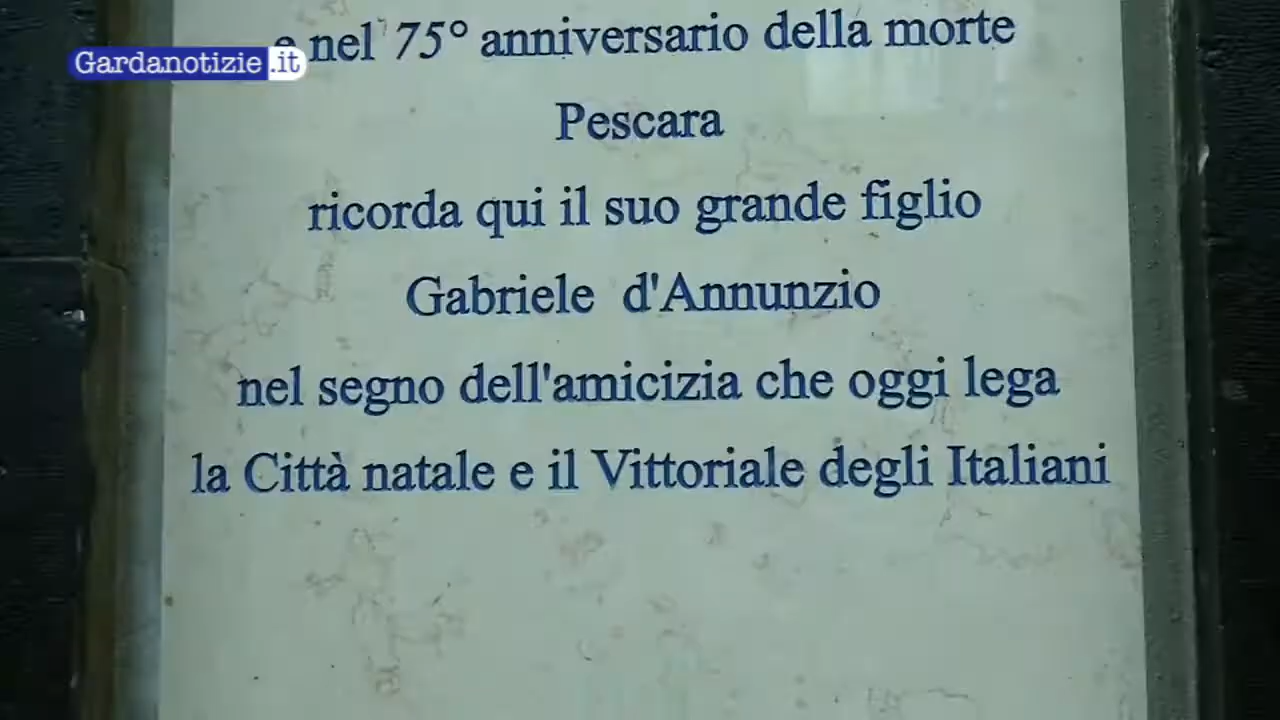 e nel 75° anniversario della morte
Gardanotizie.it
Pescara
ricorda qui il suo grande figlio
Gabriele d'Annunzio
nel segno dell'amicizia che oggi lega
la Città natale e il Vittoriale degli Italiani